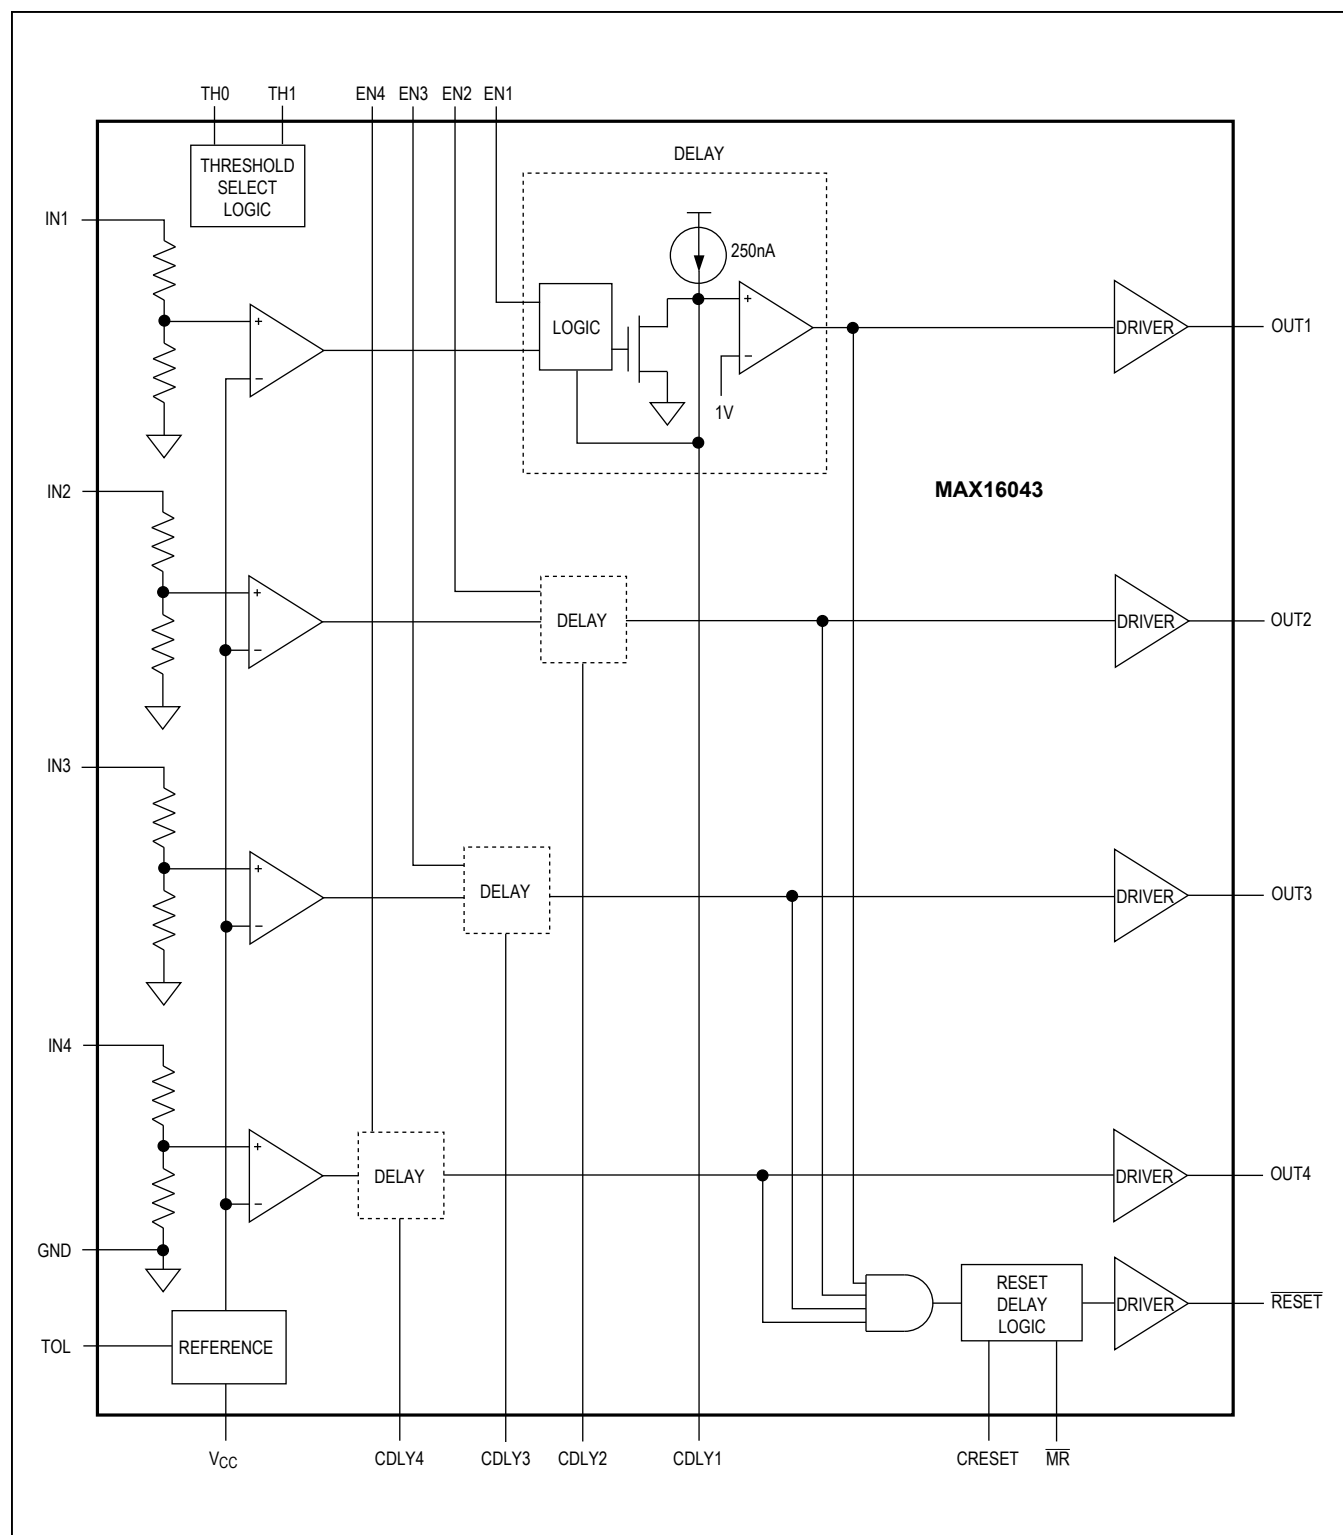 TH0 TH1 EN4 EN3 EN2 EN1
THRESHOLD
SELECT
LOGIC
DELAY
IN1
250nA
+
LOGIC
+
−
−
1V
DRIVER
OUT1
MAX16043
IN2
+
−
DELAY
DRIVER
OUT2
IN3
+
−
DELAY
DRIVER
OUT3
IN4
+
−
DELAY
DRIVER
OUT4
GND
RESET
DELAY
LOGIC
DRIVER
RESET
TOL
REFERENCE
VCC CDLY4 CDLY3 CDLY2 CDLY1 CRESET MR